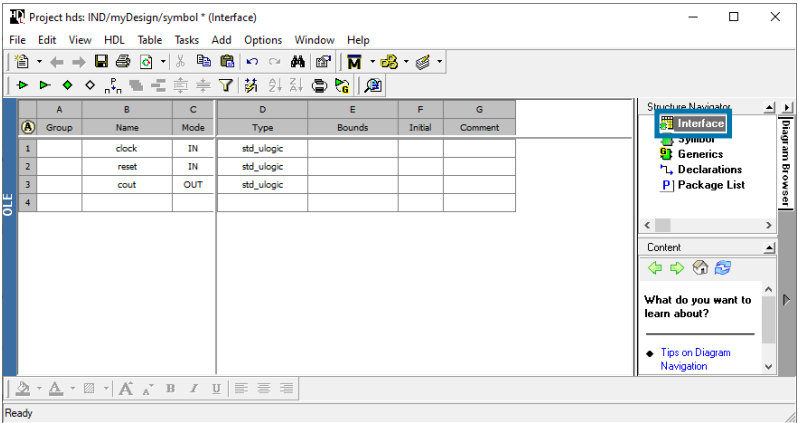 Project hds: IND/myDesign/symbol * (Interface)
File Edit View HDL Table Tasks Add Options Window Help
A B C D E F G
A Group Name Mode Type Bounds Initial Comment
1 clock IN std_ulogic
2 reset IN std_ulogic
3 cout OUT std_ulogic
4
OLE
Structure Navigator
Interface
Symbol
Generics
Declarations
Package List
Diagram Browser
Content
What do you want to
learn about?
Tips on Diagram
Navigation
A A A B I U
Ready